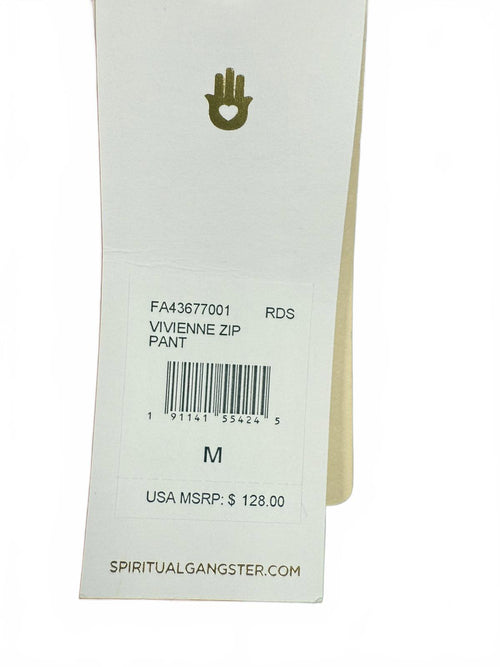 FA43677001 RDS
VIVIENNE ZIP
PANT
1 91141 55424 5
M
USA MSRP: $ 128.00
SPIRITUALGANGSTER.COM